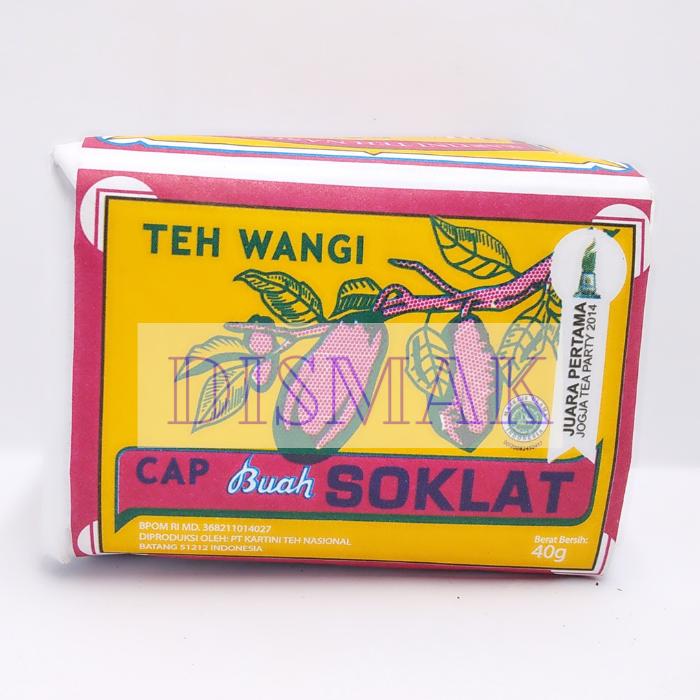 TEH WANGI
JUARA PERTAMA
JOGJA TEA PARTY 2014
DISMAK
CAP Buah SOKLAT
BPOM RI MD. 368211014027
DIPRODUKSI OLEH: PT KARTINI TEH NASIONAL
BATANG 51212 INDONESIA
Berat Bersih:
40g